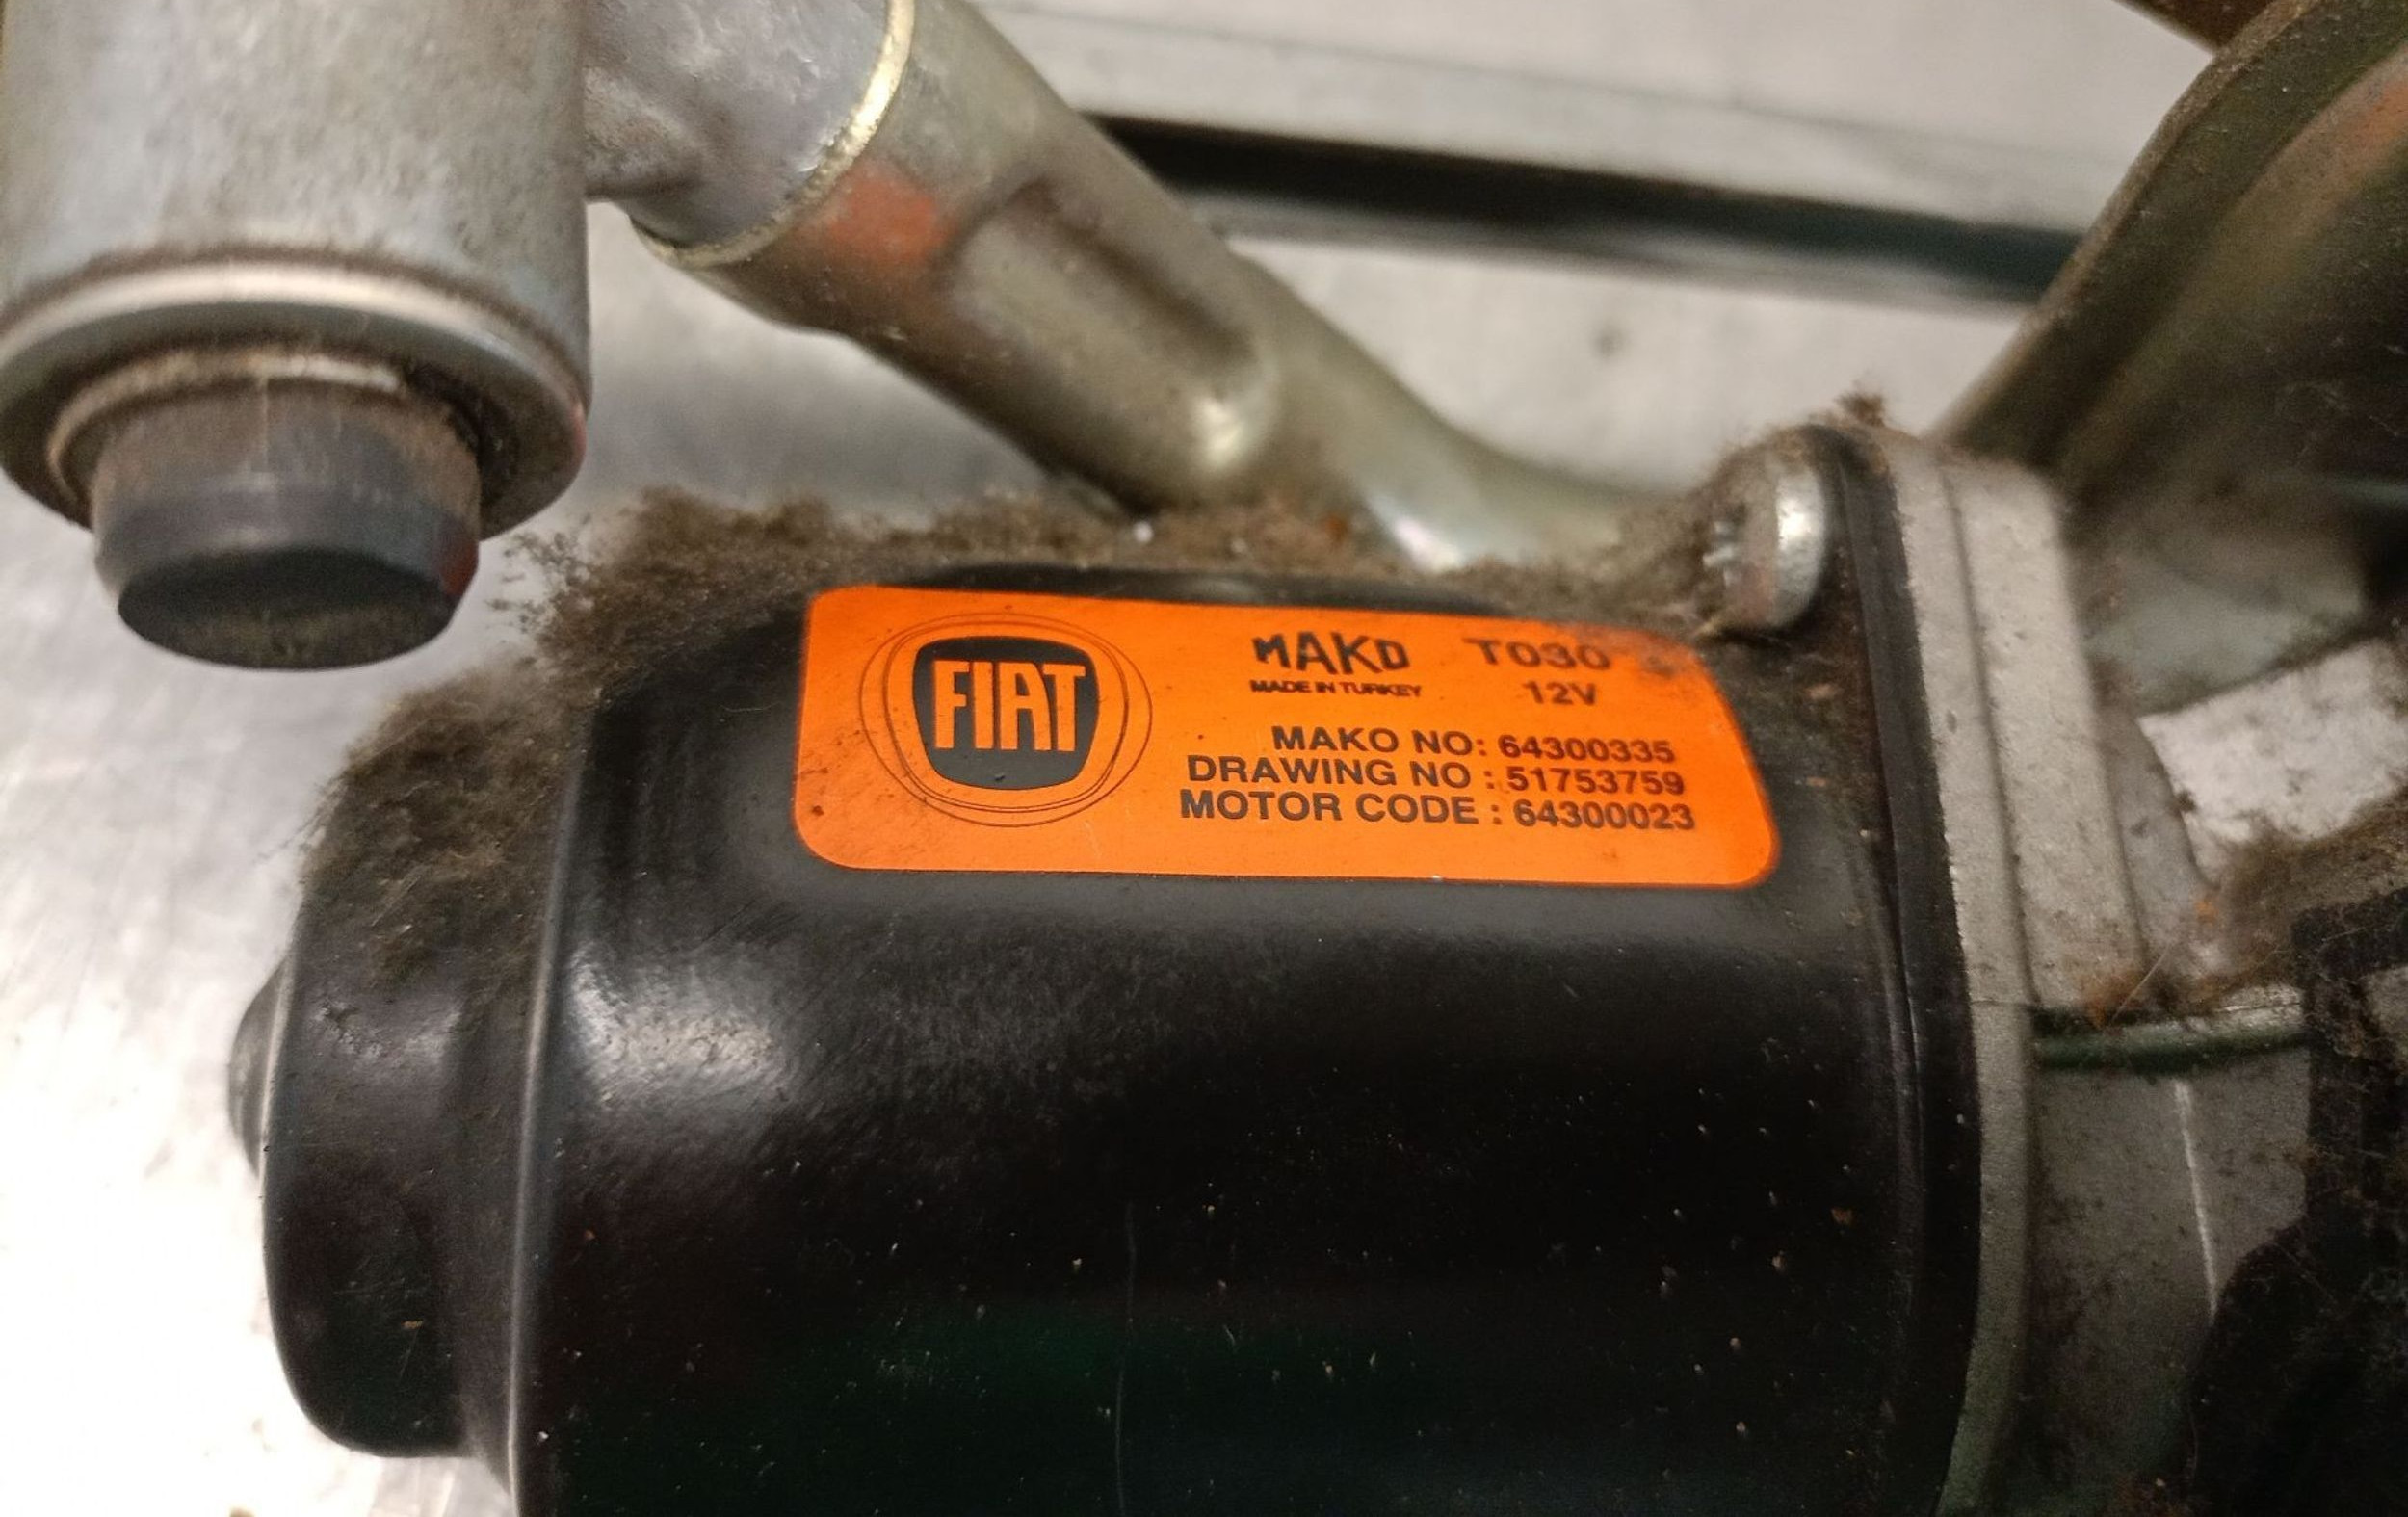 FIAT
MAKO T030
MADE IN TURKEY 12V
MAKO NO: 64300335
DRAWING NO : 51753759
MOTOR CODE : 64300023